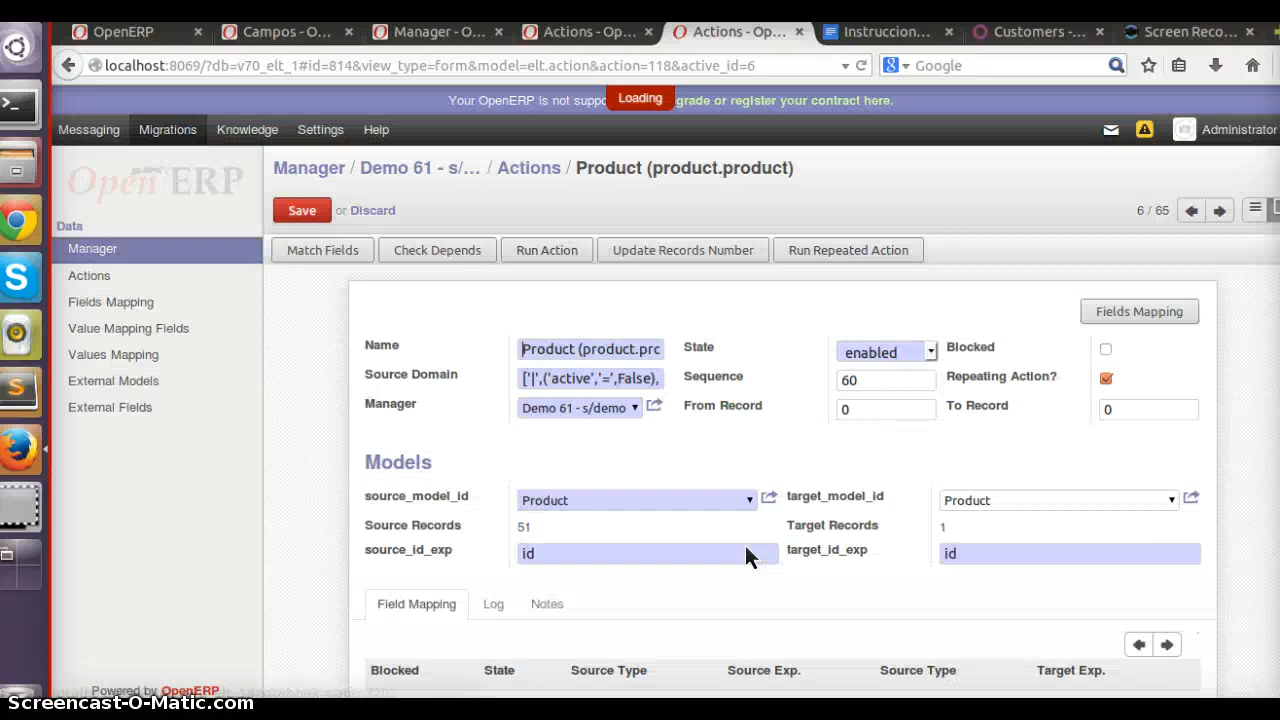 OpenERP × Campos - O... × Manager - O... × Actions - Op... × Actions - Op... × Instruccion... × Customers - ... × Screen Reco... ×
localhost:8069/?db=v70_elt_1#id=814&view_type=form&model=elt.action&action=118&active_id=6 Google
Your OpenERP is not suppo Loading grade or register your contract here.
Messaging Migrations Knowledge Settings Help Administrator
Open ERP
Manager / Demo 61 - s/... / Actions / Product (product.product)
Save or Discard 6 / 65
Data
Manager
Actions
Fields Mapping
Value Mapping Fields
Values Mapping
External Models
External Fields
Match Fields Check Depends Run Action Update Records Number Run Repeated Action
Fields Mapping
Name Product (product.prc State enabled Blocked
Source Domain ['|',('active','=',False), Sequence 60 Repeating Action?
Manager Demo 61 - s/demo From Record 0 To Record 0
Models
source_model_id Product target_model_id Product
Source Records 51 Target Records 1
source_id_exp id target_id_exp id
Field Mapping Log Notes
Blocked State Source Type Source Exp. Source Type Target Exp.
Powered by OpenERP
Screencast-O-Matic.com